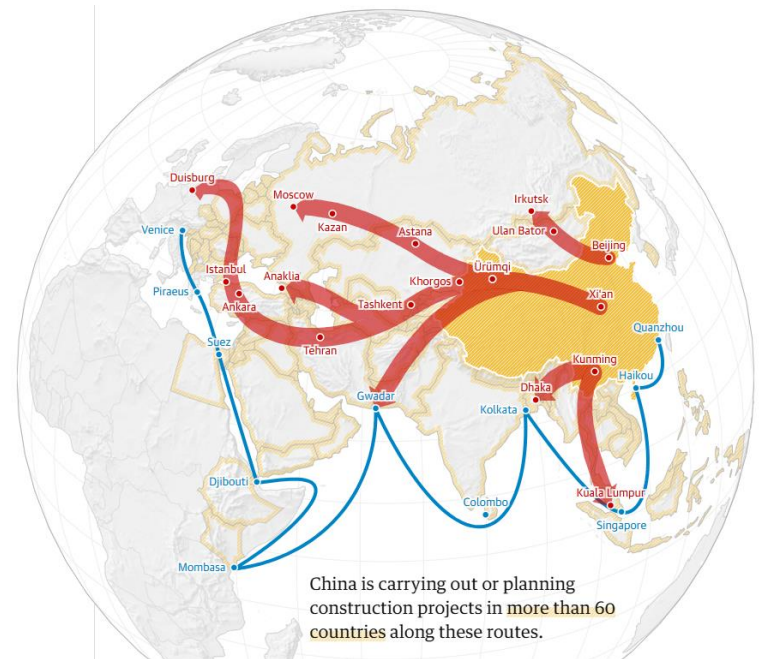 Duisburg
Moscow
Kazan
Irkutsk
Ulan Bator
Beijing
Venice
Astana
Ürümqi
Istanbul
Anaklia
Khorgos
Piraeus
Ankara
Tashkent
Xi'an
Quanzhou
Suez
Tehran
Kunming
Haikou
Dhaka
Gwadar
Kolkata
Djibouti
Colombo
Kuala Lumpur
Singapore
Mombasa
China is carrying out or planning
construction projects in more than 60
countries along these routes.